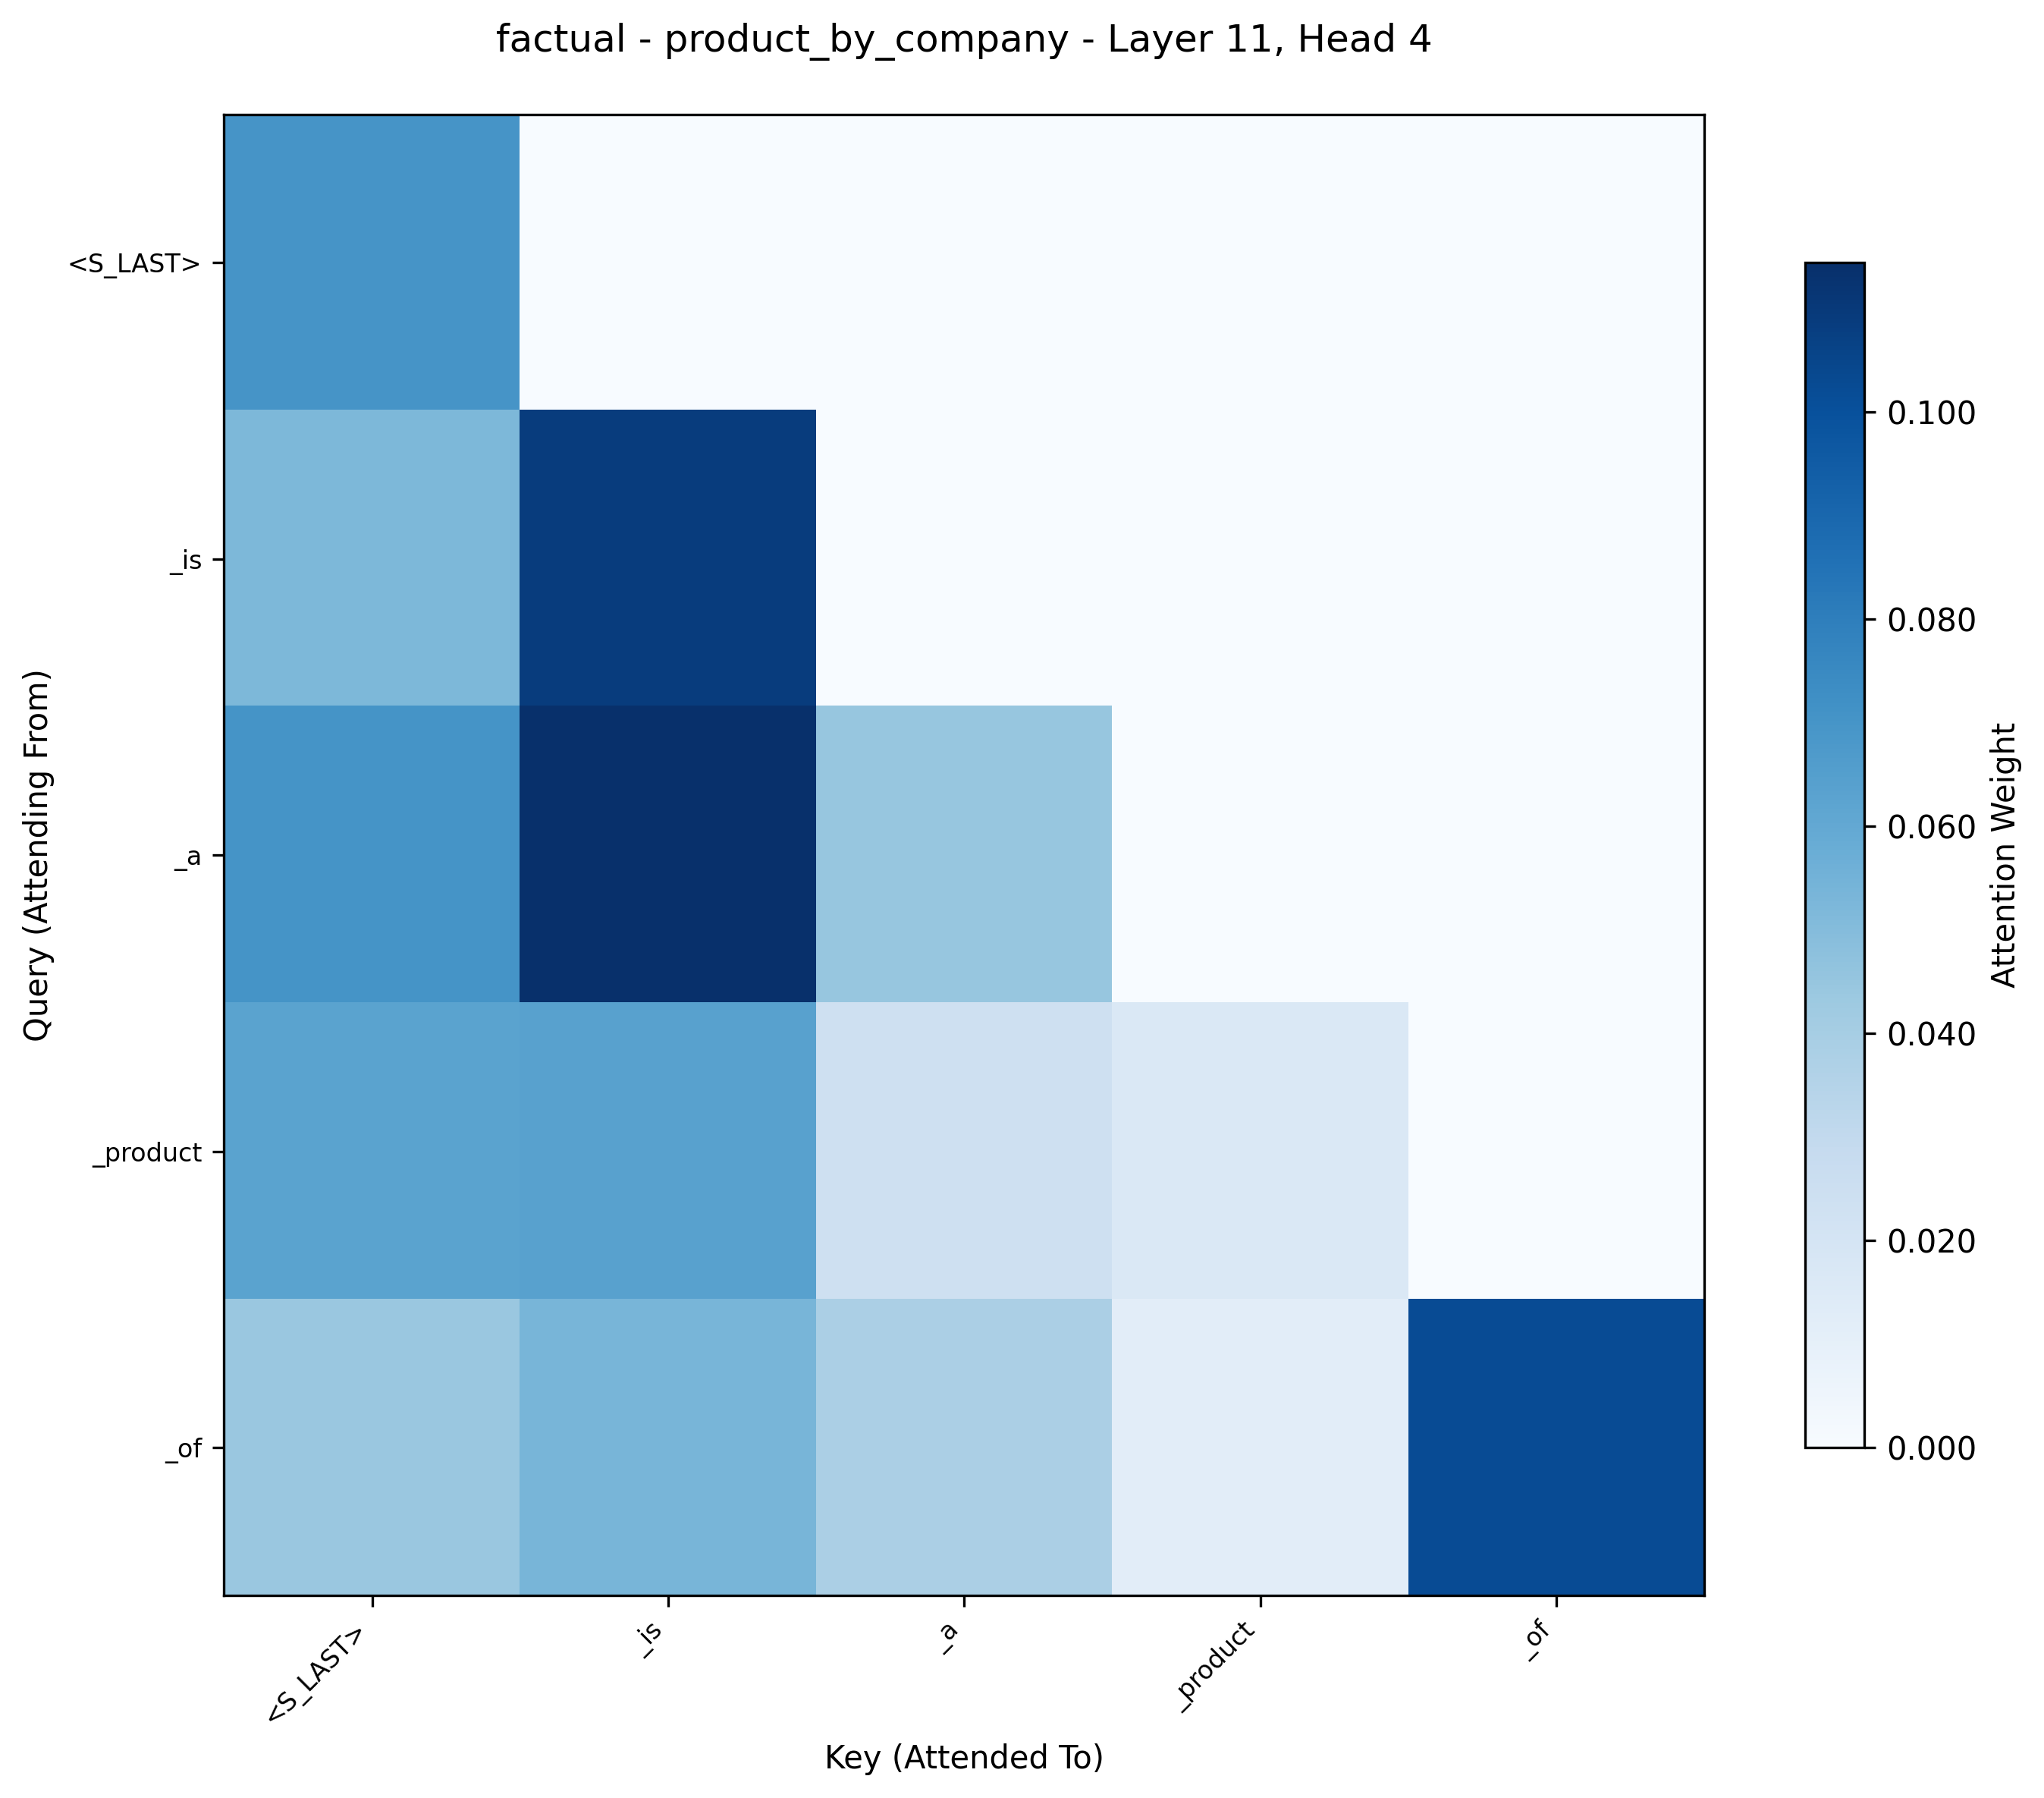 factual - product_by_company - Layer 11, Head 4
Query (Attending From)
<S_LAST>
_is
_a
_product
_of
<S_LAST>
_is
_a
_product
_of
Key (Attended To)
0.100
0.080
0.060
0.040
0.020
0.000
Attention Weight